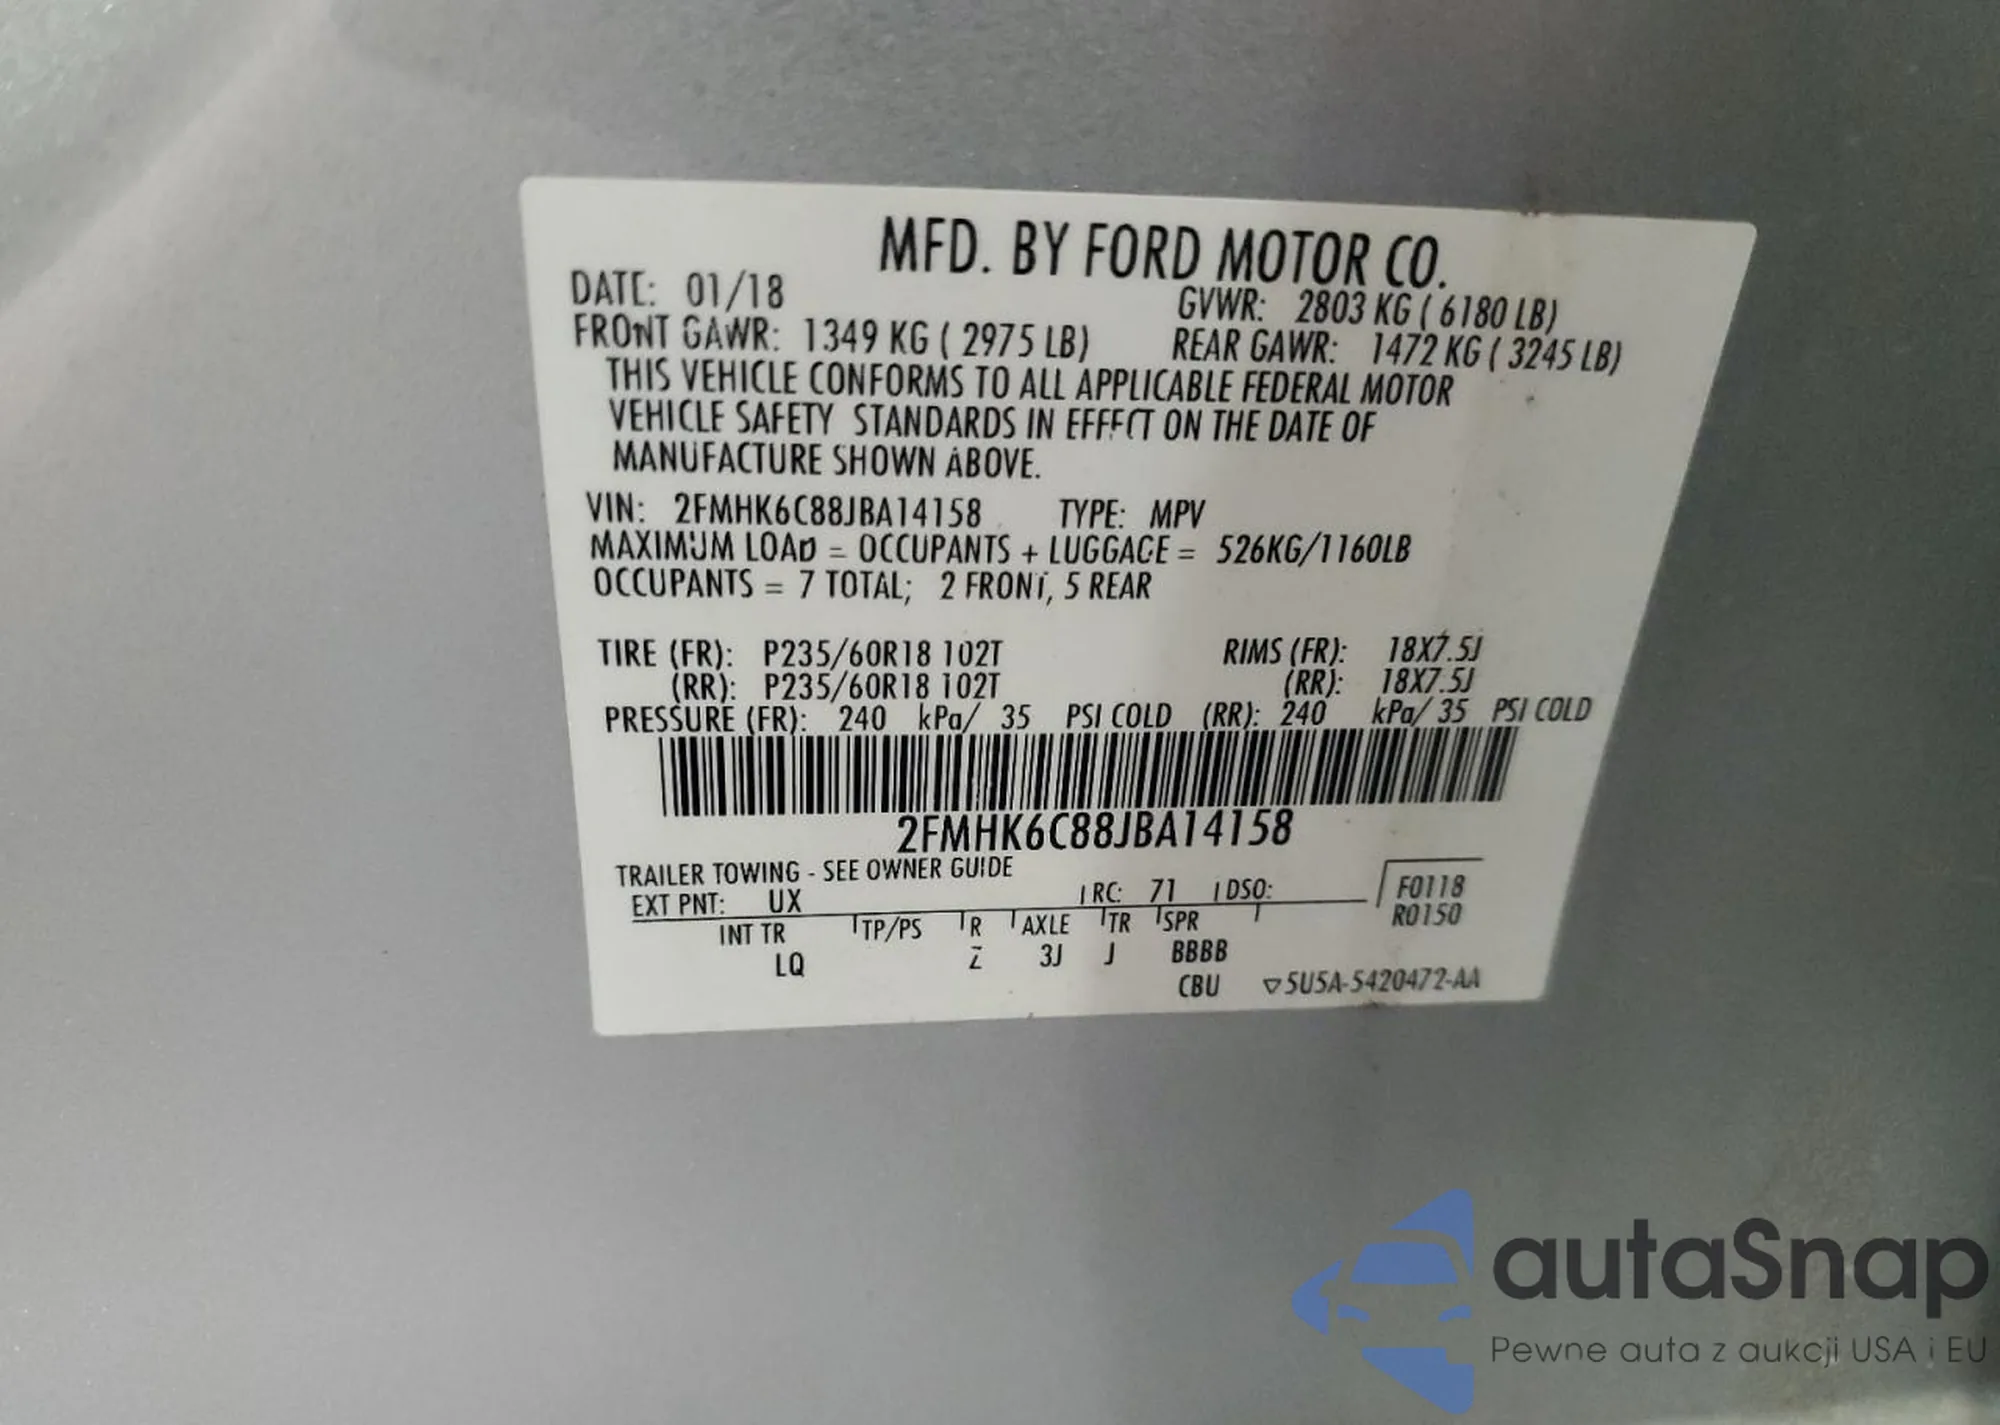 MFD. BY FORD MOTOR CO.
DATE: 01/18 GVWR: 2803 KG ( 6180 LB)
FRONT GAWR: 1349 KG ( 2975 LB) REAR GAWR: 1472 KG ( 3245 LB)
THIS VEHICLE CONFORMS TO ALL APPLICABLE FEDERAL MOTOR
VEHICLE SAFETY STANDARDS IN EFFECT ON THE DATE OF
MANUFACTURE SHOWN ABOVE.
VIN: 2FMHK6C88JBA14158 TYPE: MPV
MAXIMUM LOAD = OCCUPANTS + LUGGAGE = 526KG/1160LB
OCCUPANTS = 7 TOTAL; 2 FRONT, 5 REAR
TIRE (FR): P235/60R18 102T RIMS (FR): 18X7.5J
(RR): P235/60R18 102T (RR): 18X7.5J
PRESSURE (FR): 240 kPa/ 35 PSI COLD (RR): 240 kPa/ 35 PSI COLD
2FMHK6C88JBA14158
TRAILER TOWING - SEE OWNER GUIDE
EXT PNT: UX RC: 71 DSO: F0118
R0150
INT TR TP/PS R AXLE TR SPR
LQ Z 3J J BBBB
CBU ▽5U5A-5420472-AA
autaSnap
Pewne auta z aukcji USA i EU